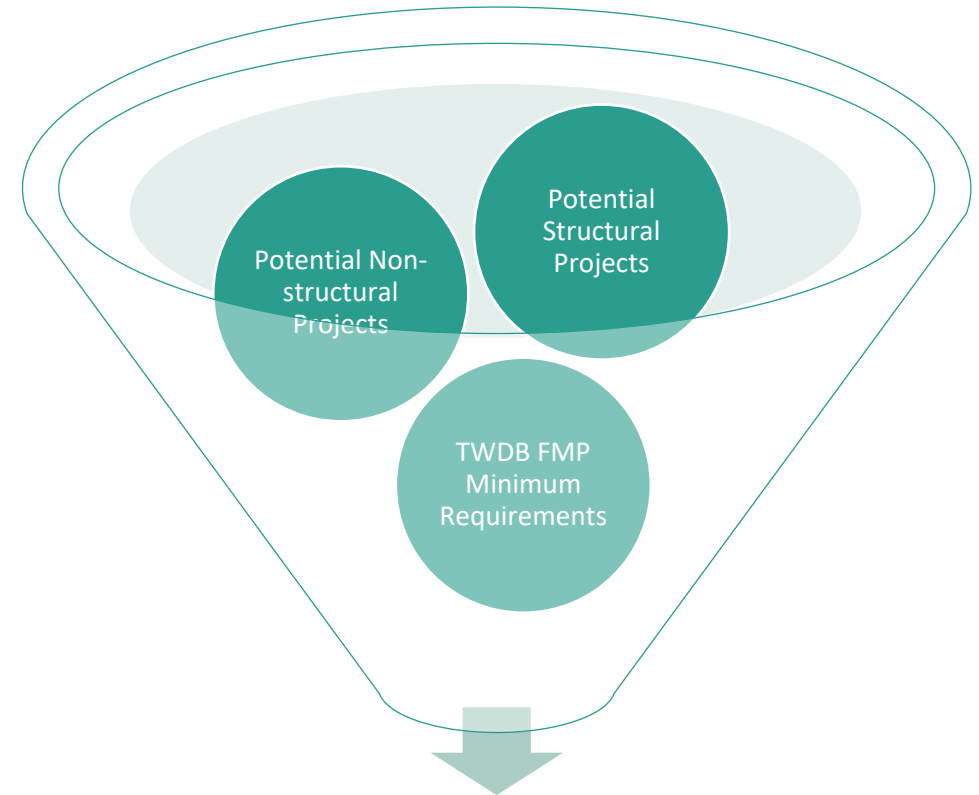 Potential
Structural
Projects
Potential Non-
structural
Projects
TWDB FMP
Minimum
Requirements